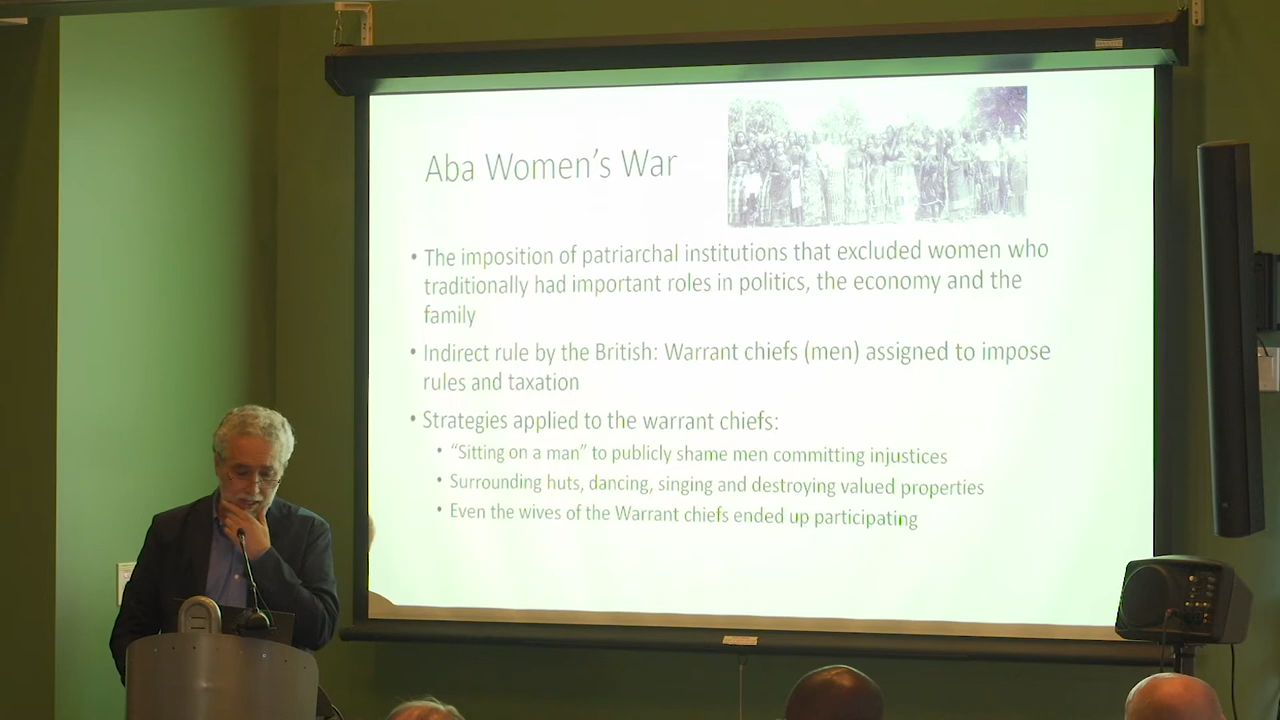 Aba Women's War
• The imposition of patriarchal institutions that excluded women who
traditionally had important roles in politics, the economy and the
family
• Indirect rule by the British: Warrant chiefs (men) assigned to impose
rules and taxation
• Strategies applied to the warrant chiefs:
• “Sitting on a man” to publicly shame men committing injustices
• Surrounding huts, dancing, singing and destroying valued properties
• Even the wives of the Warrant chiefs ended up participating